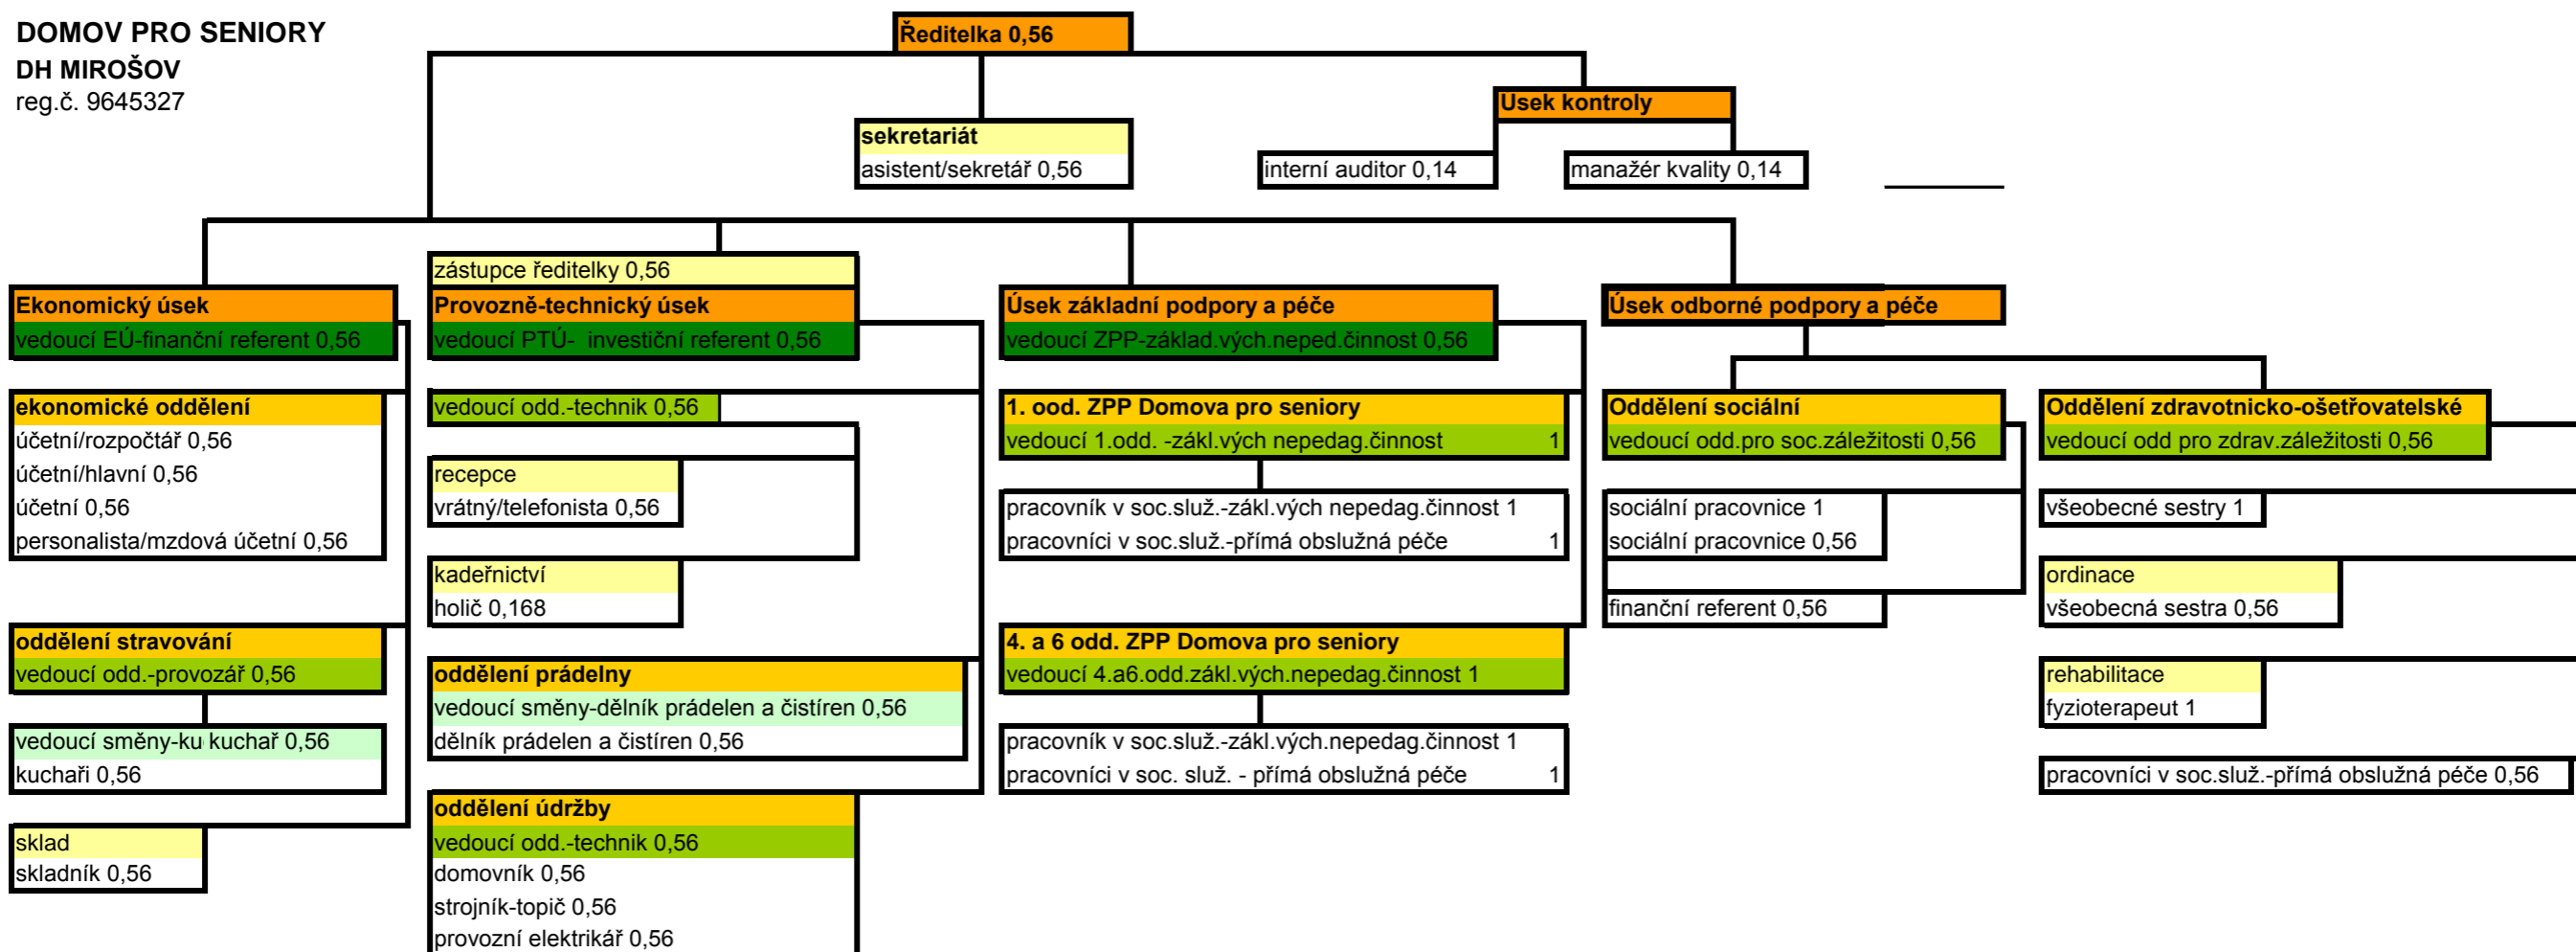 DOMOV PRO SENIORY
DH MIROŠOV
reg.č. 9645327
Ředitelka 0,56
Úsek kontroly
sekretariát
asistent/sekretář 0,56
interní auditor 0,14
manažér kvality 0,14
Ekonomický úsek
vedoucí EÚ-finanční referent 0,56
ekonomické oddělení
účetní/rozpočtář 0,56
účetní/hlavní 0,56
účetní 0,56
personalista/mzdová účetní 0,56
oddělení stravování
vedoucí odd.-provozář 0,56
vedoucí směny-ku kuchař 0,56
kuchaři 0,56
sklad
skladník 0,56
zástupce ředitelky 0,56
Provozně-technický úsek
vedoucí PTÚ- investiční referent 0,56
vedoucí odd.-technik 0,56
recepce
vrátný/telefonista 0,56
kadeřnictví
holič 0,168
oddělení prádelny
vedoucí směny-dělník prádelen a čistíren 0,56
dělník prádelen a čistíren 0,56
oddělení údržby
vedoucí odd.-technik 0,56
domovník 0,56
strojník-topič 0,56
provozní elektrikář 0,56
Úsek základní podpory a péče
vedoucí ZPP-základ.vých.neped.činnost 0,56
1. ood. ZPP Domova pro seniory
vedoucí 1.odd. -zákl.vých nepedag.činnost 1
pracovník v soc.služ.-zákl.vých nepedag.činnost 1
pracovníci v soc.služ.-přímá obslužná péče 1
4. a 6 odd. ZPP Domova pro seniory
vedoucí 4.a6.odd.zákl.vých.nepedag.činnost 1
pracovník v soc.služ.-zákl.vých.nepedag.činnost 1
pracovníci v soc. služ. - přímá obslužná péče 1
Úsek odborné podpory a péče
Oddělení sociální
vedoucí odd.pro soc.záležitosti 0,56
sociální pracovnice 1
sociální pracovnice 0,56
finanční referent 0,56
Oddělení zdravotnicko-ošetřovatelské
vedoucí odd pro zdrav.záležitosti 0,56
všeobecné sestry 1
ordinace
všeobecná sestra 0,56
rehabilitace
fyzioterapeut 1
pracovníci v soc.služ.-přímá obslužná péče 0,56